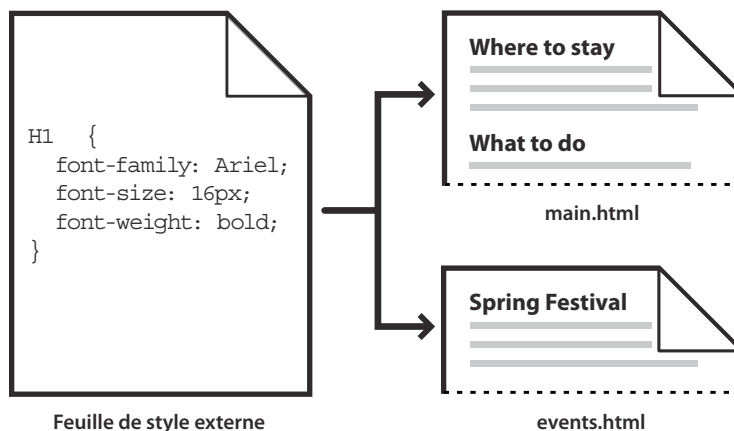 H1 {
font-family: Ariel;
font-size: 16px;
font-weight: bold;
}
Feuille de style externe
Where to stay
What to do
main.html
Spring Festival
events.html